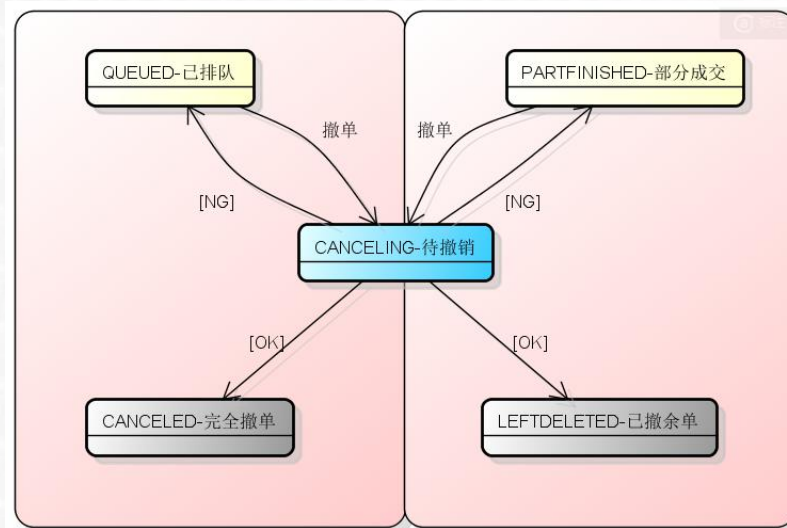 QUEUED-已排队
PARTFINISHED-部分成交
撤单
撤单
[NG]
[NG]
CANCELING-待撤销
[OK]
[OK]
CANCELED-完全撤单
LEFTDELETED-已撤余单